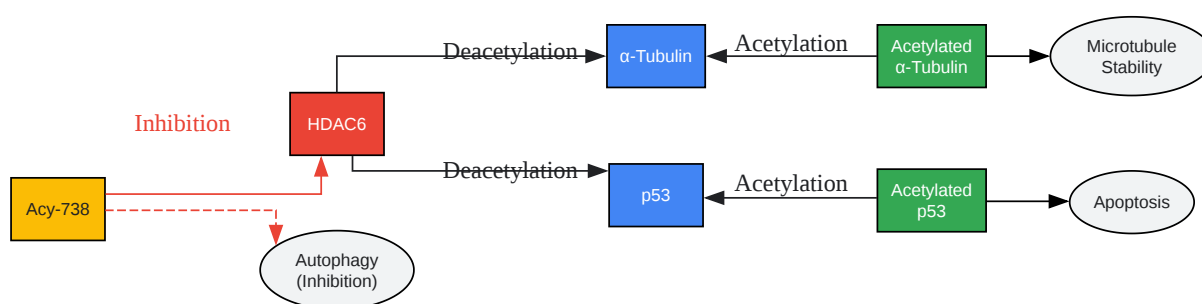 Deacetylation
α-Tubulin
Acetylation
Acetylated
α-Tubulin
Microtubule
Stability
Inhibition
HDAC6
Deacetylation
p53
Acetylation
Acetylated
p53
Apoptosis
Acy-738
Autophagy
(Inhibition)